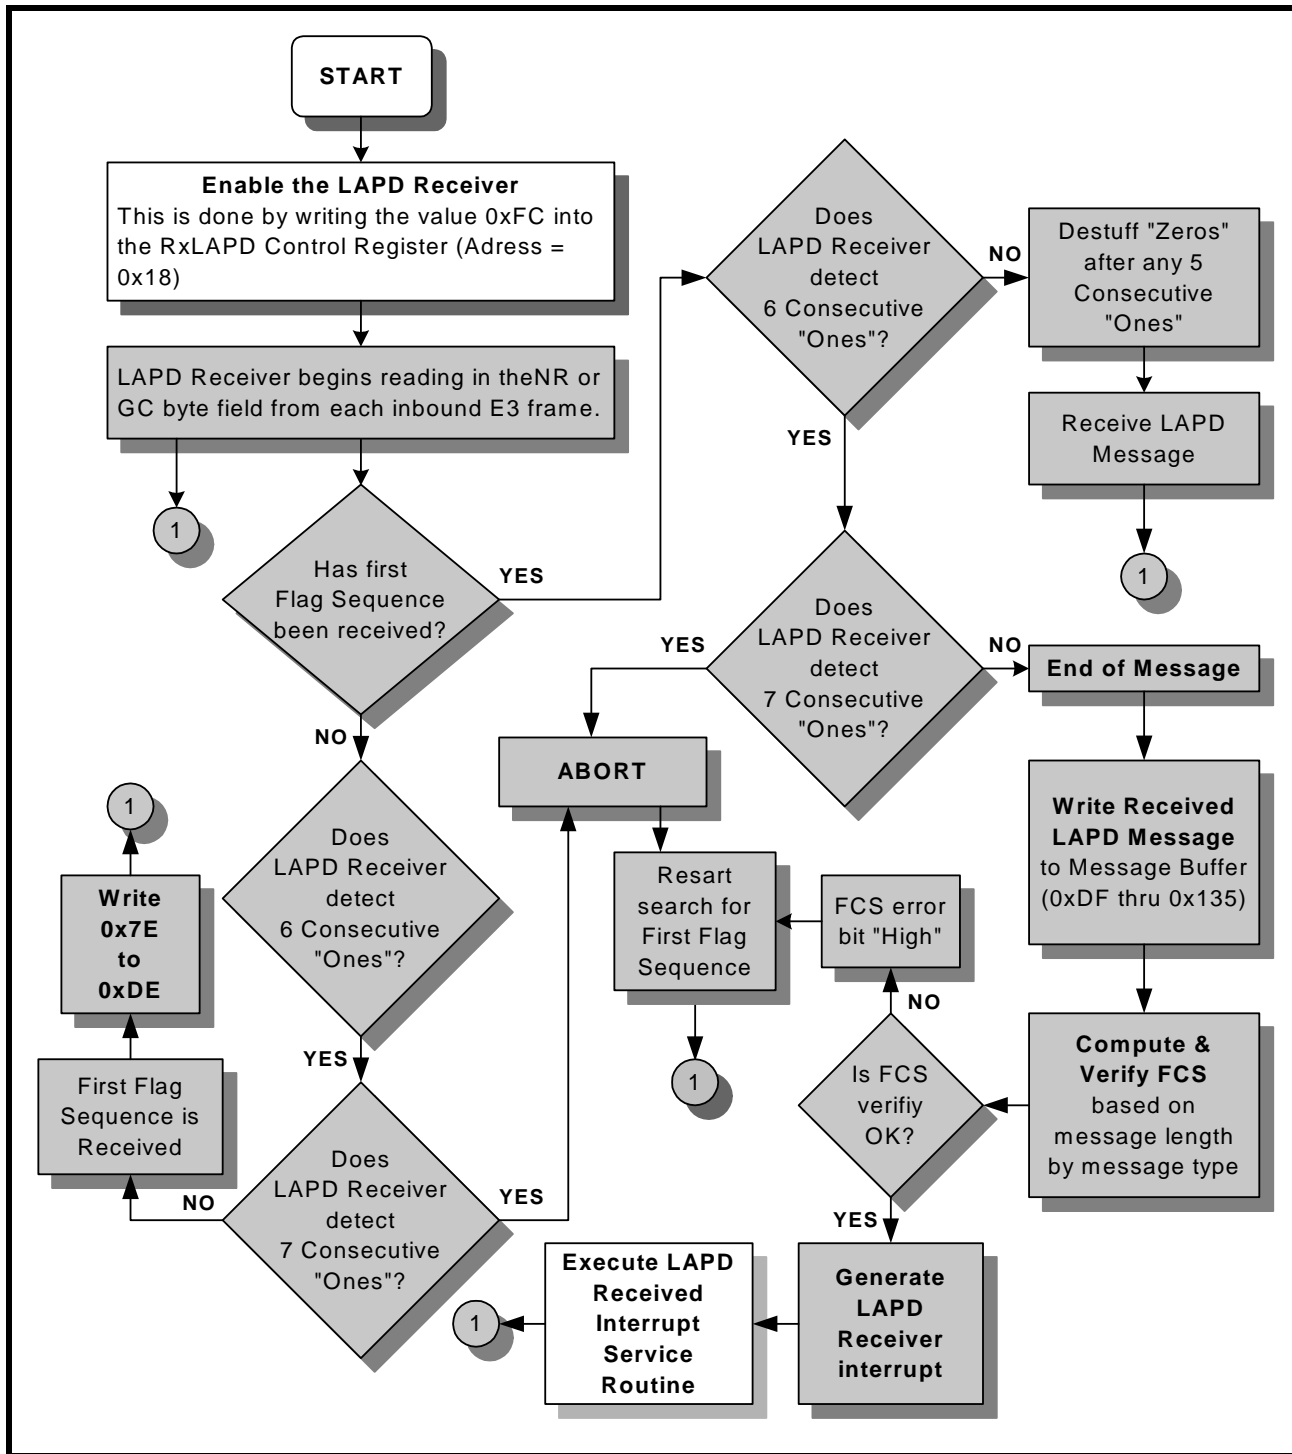 START
Enable the LAPD Receiver
This is done by writing the value 0xFC into
the RxLAPD Control Register (Adress =
0x18)
LAPD Receiver begins reading in theNR or
GC byte field from each inbound E3 frame.
1
Has first
Flag Sequence
been received?
YES
NO
Does
LAPD Receiver
detect
6 Consecutive
"Ones"?
NO
Destuff "Zeros"
after any 5
Consecutive
"Ones"
Receive LAPD
Message
1
YES
Does
LAPD Receiver
detect
7 Consecutive
"Ones"?
YES
NO
End of Message
Write Received
LAPD Message
to Message Buffer
(0xDF thru 0x135)
Compute &
Verify FCS
based on
message length
by message type
Is FCS
verifiy
OK?
NO
FCS error
bit "High"
YES
Generate
LAPD
Receiver
interrupt
Execute LAPD
Received
Interrupt
Service
Routine
1
ABORT
Resart
search for
First Flag
Sequence
1
Does
LAPD Receiver
detect
6 Consecutive
"Ones"?
YES
Does
LAPD Receiver
detect
7 Consecutive
"Ones"?
YES
NO
First Flag
Sequence is
Received
Write
0x7E
to
0xDE
1